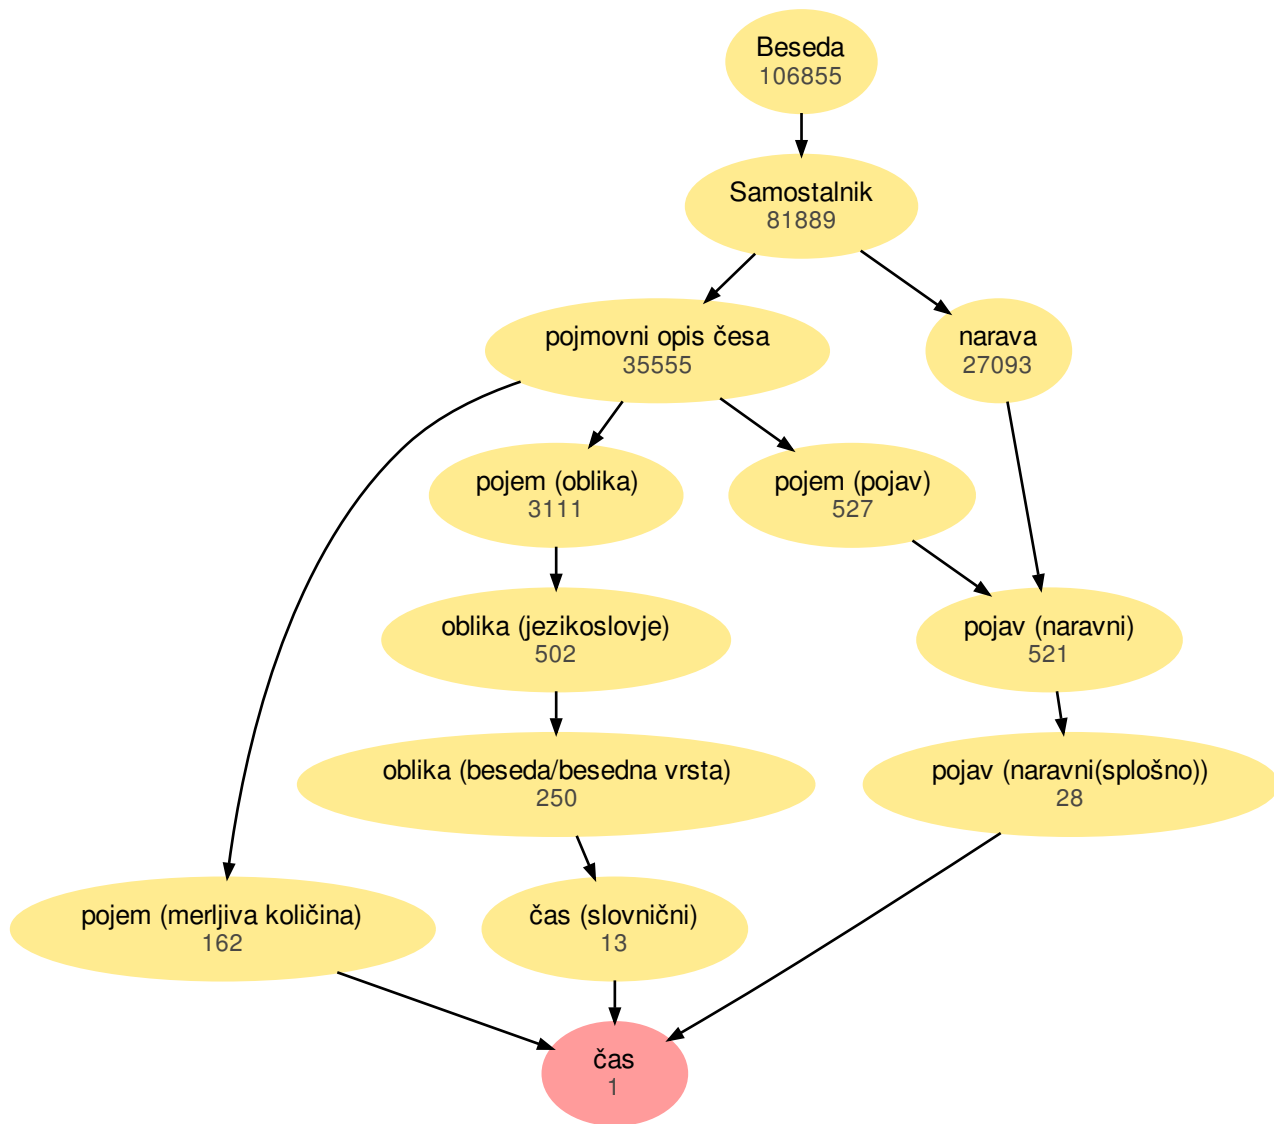 Beseda
106855
Samostalnik
81889
pojmovni opis česa
35555
narava
27093
pojem (oblika)
3111
pojem (pojav)
527
oblika (jezikoslovje)
502
pojav (naravni)
521
oblika (beseda/besedna vrsta)
250
pojav (naravni(splošno))
28
pojem (merljiva količina)
162
čas (slovnični)
13
čas
1